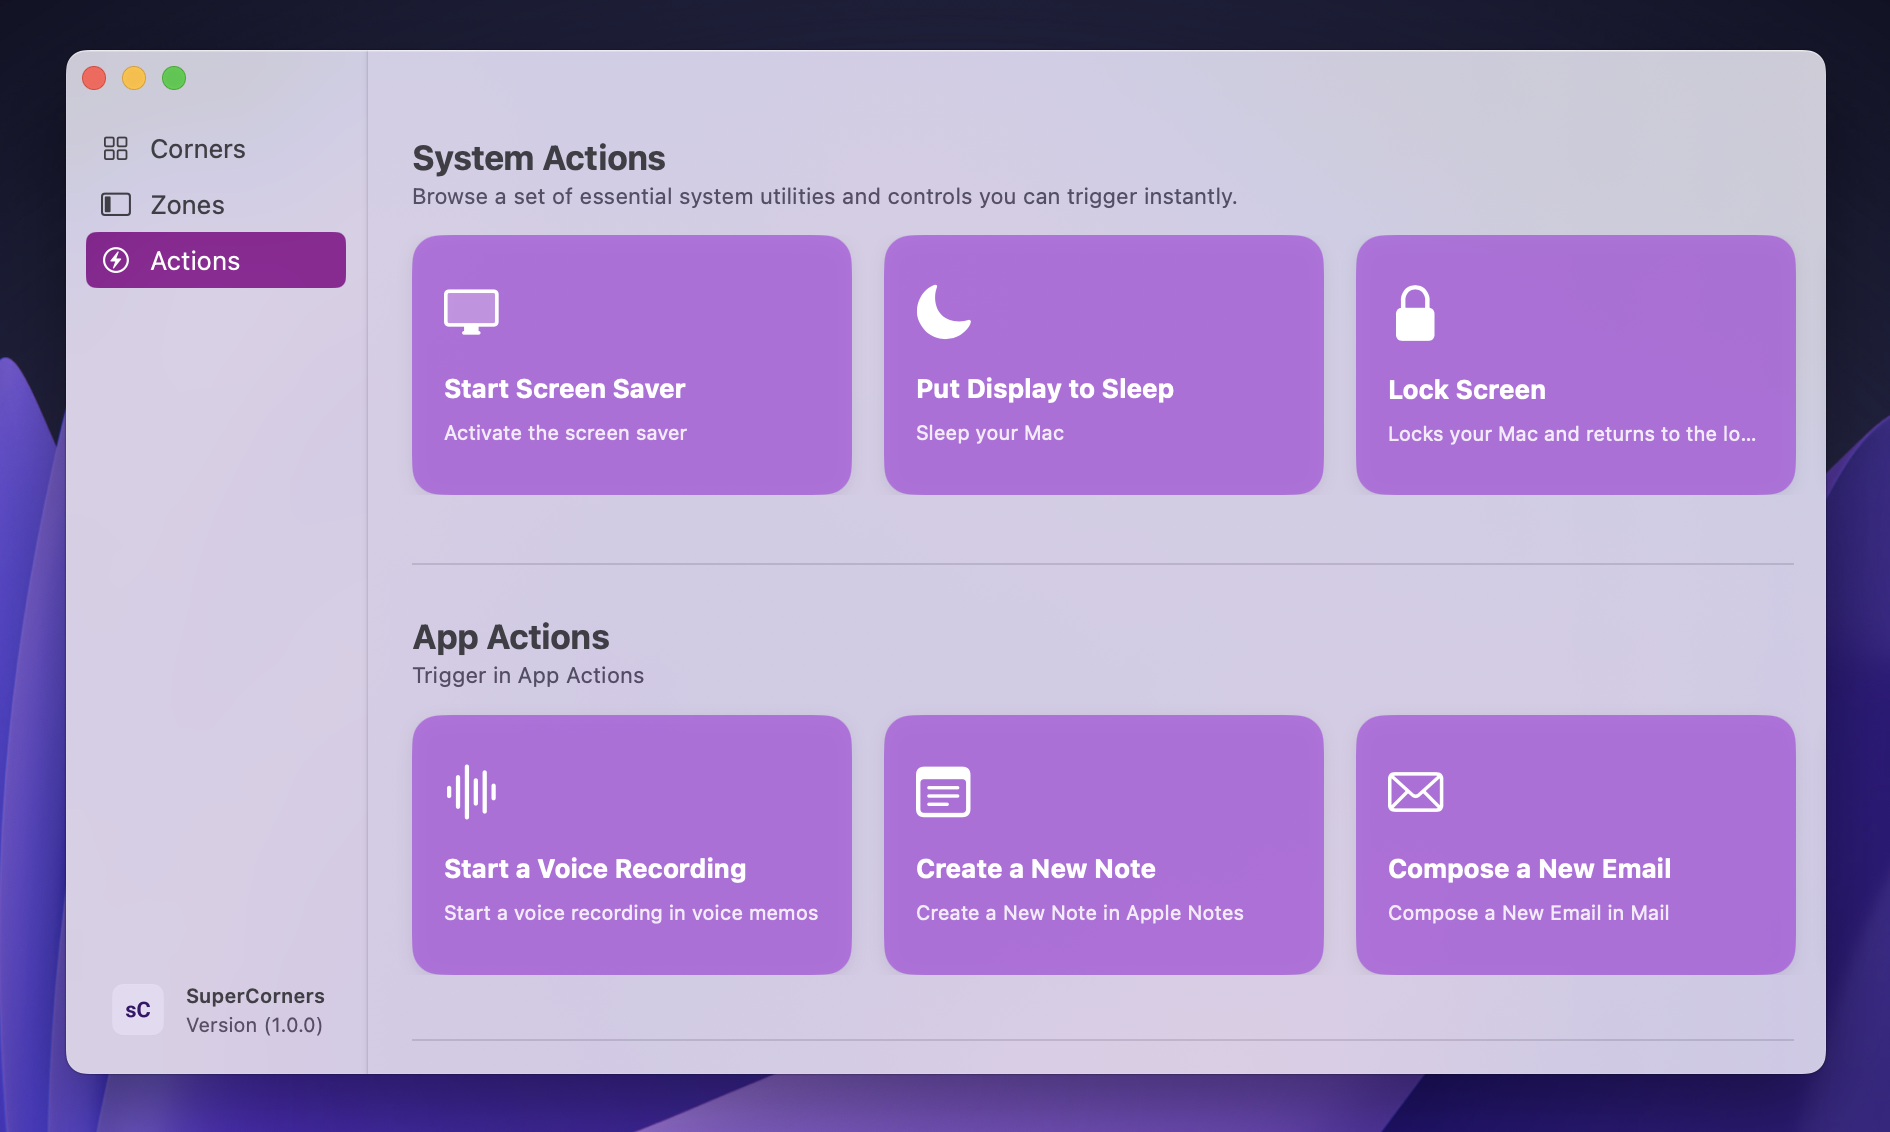 Corners
Zones
Actions
SuperCorners
Version (1.0.0)
sC
System Actions
Browse a set of essential system utilities and controls you can trigger instantly.
Start Screen Saver
Activate the screen saver
Put Display to Sleep
Sleep your Mac
Lock Screen
Locks your Mac and returns to the lo...
App Actions
Trigger in App Actions
Start a Voice Recording
Start a voice recording in voice memos
Create a New Note
Create a New Note in Apple Notes
Compose a New Email
Compose a New Email in Mail